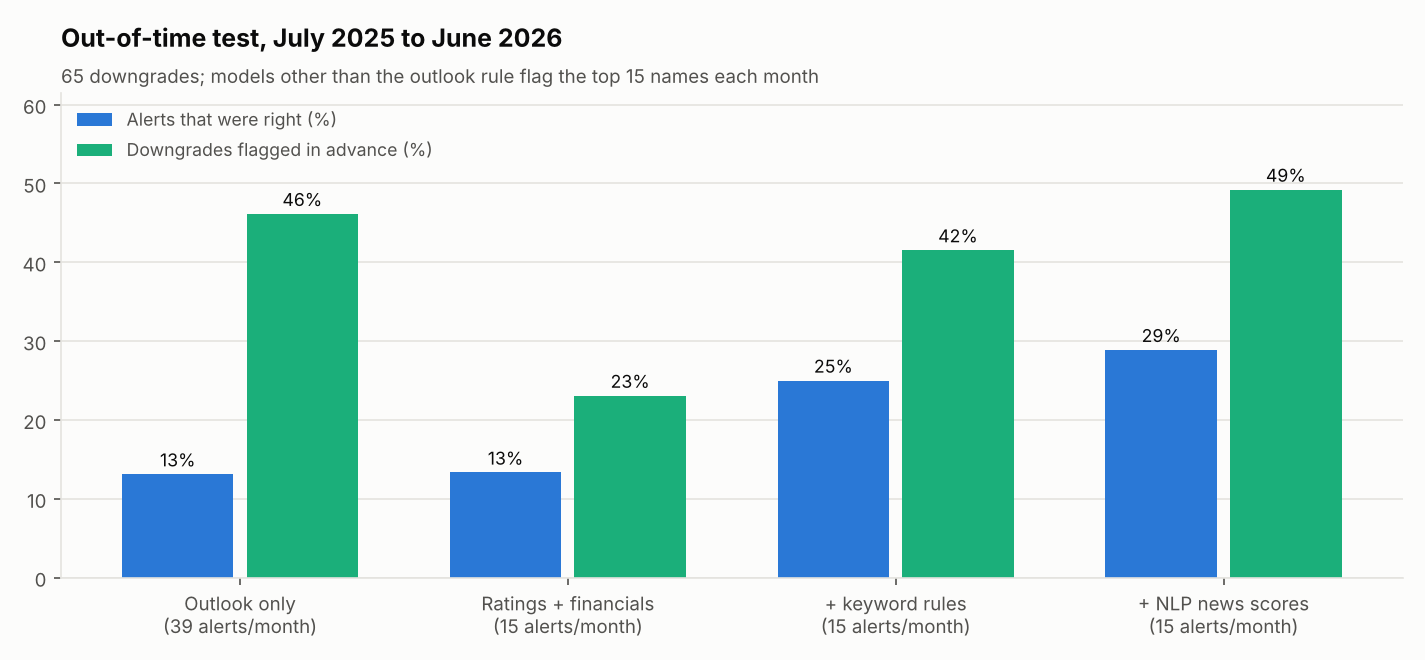 Out-of-time test, July 2025 to June 2026
65 downgrades; models other than the outlook rule flag the top 15 names each month
60
50
40
30
20
10
0
Alerts that were right (%)
Downgrades flagged in advance (%)
13%
46%
13%
23%
25%
42%
29%
49%
Outlook only
(39 alerts/month)
Ratings + financials
(15 alerts/month)
+ keyword rules
(15 alerts/month)
+ NLP news scores
(15 alerts/month)